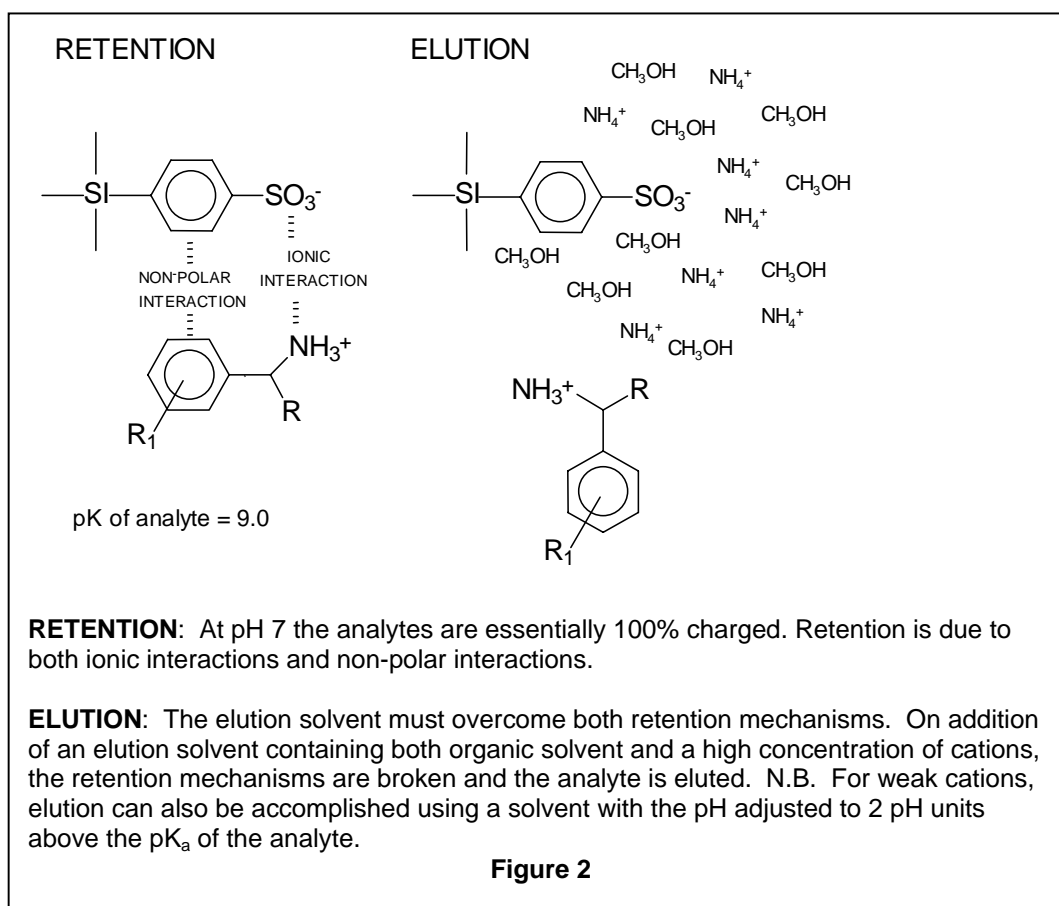 RETENTION
ELUTION
CH3OH
NH4+
NH4+
CH3OH
CH3OH
SI
SO3-
NH4+
CH3OH
SI
SO3-
NH4+
CH3OH
CH3OH
NON-POLAR
INTERACTION
IONIC
INTERACTION
NH4+
CH3OH
CH3OH
NH4+
NH4+
CH3OH
NH3+
R
R1
NH3+
R
R1
pK of analyte = 9.0
RETENTION: At pH 7 the analytes are essentially 100% charged. Retention is due to
both ionic interactions and non-polar interactions.
ELUTION: The elution solvent must overcome both retention mechanisms. On addition
of an elution solvent containing both organic solvent and a high concentration of cations,
the retention mechanisms are broken and the analyte is eluted. N.B. For weak cations,
elution can also be accomplished using a solvent with the pH adjusted to 2 pH units
above the pKa of the analyte.
Figure 2